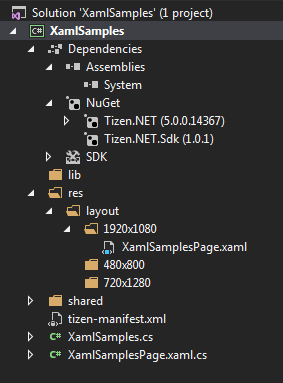 Solution 'XamlSamples' (1 project)
C# XamlSamples
Dependencies
Assemblies
System
NuGet
Tizen.NET (5.0.0.14367)
Tizen.NET.Sdk (1.0.1)
SDK
lib
res
layout
1920x1080
XamlSamplesPage.xaml
480x800
720x1280
shared
tizen-manifest.xml
C# XamlSamples.cs
C# XamlSamplesPage.xaml.cs